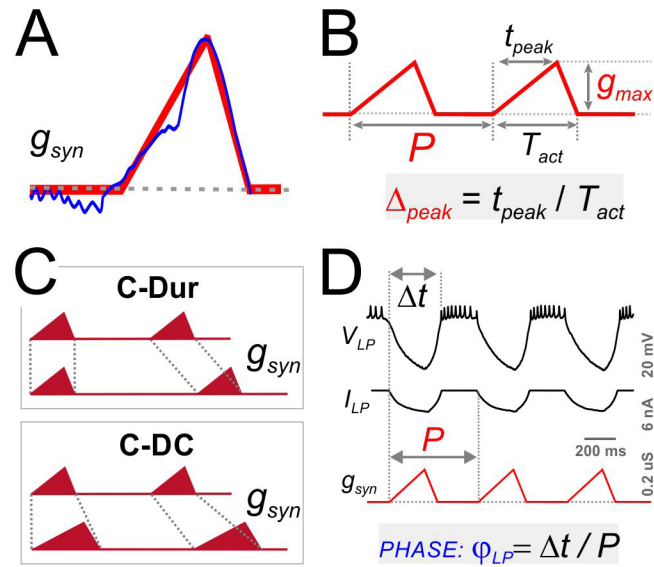 A
g_syn
B
t_peak
g_max
P
T_act
Δ_peak = t_peak / T_act
C
C-Dur
g_syn
C-DC
g_syn
D
Δt
V_LP
20 mV
I_LP
6 nA
P
200 ms
g_syn
0.2 uS
PHASE: φ_LP = Δt / P